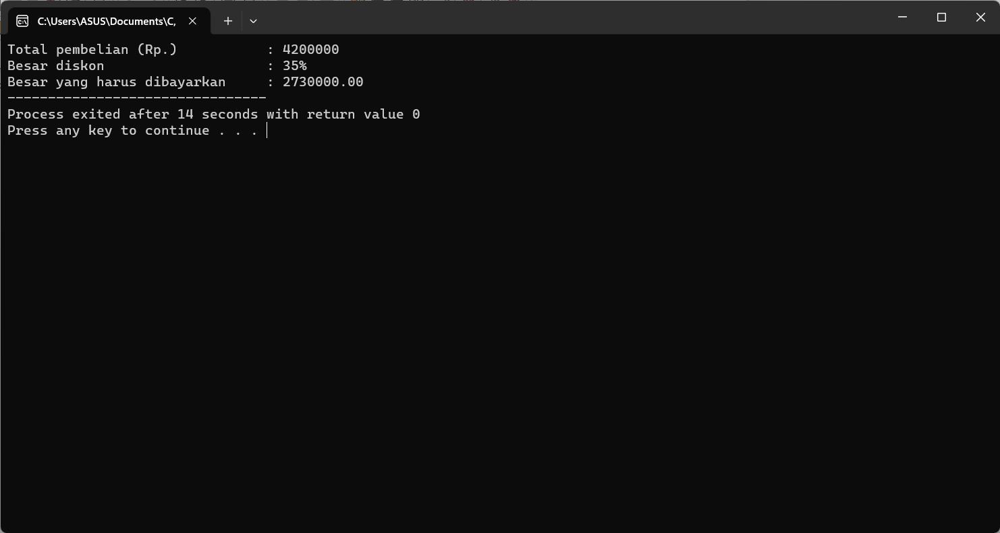 C:\Users\ASUS\Documents\C,
Total pembelian (Rp.) : 4200000
Besar diskon : 35%
Besar yang harus dibayarkan : 2730000.00
--------------------------------
Process exited after 14 seconds with return value 0
Press any key to continue . . .